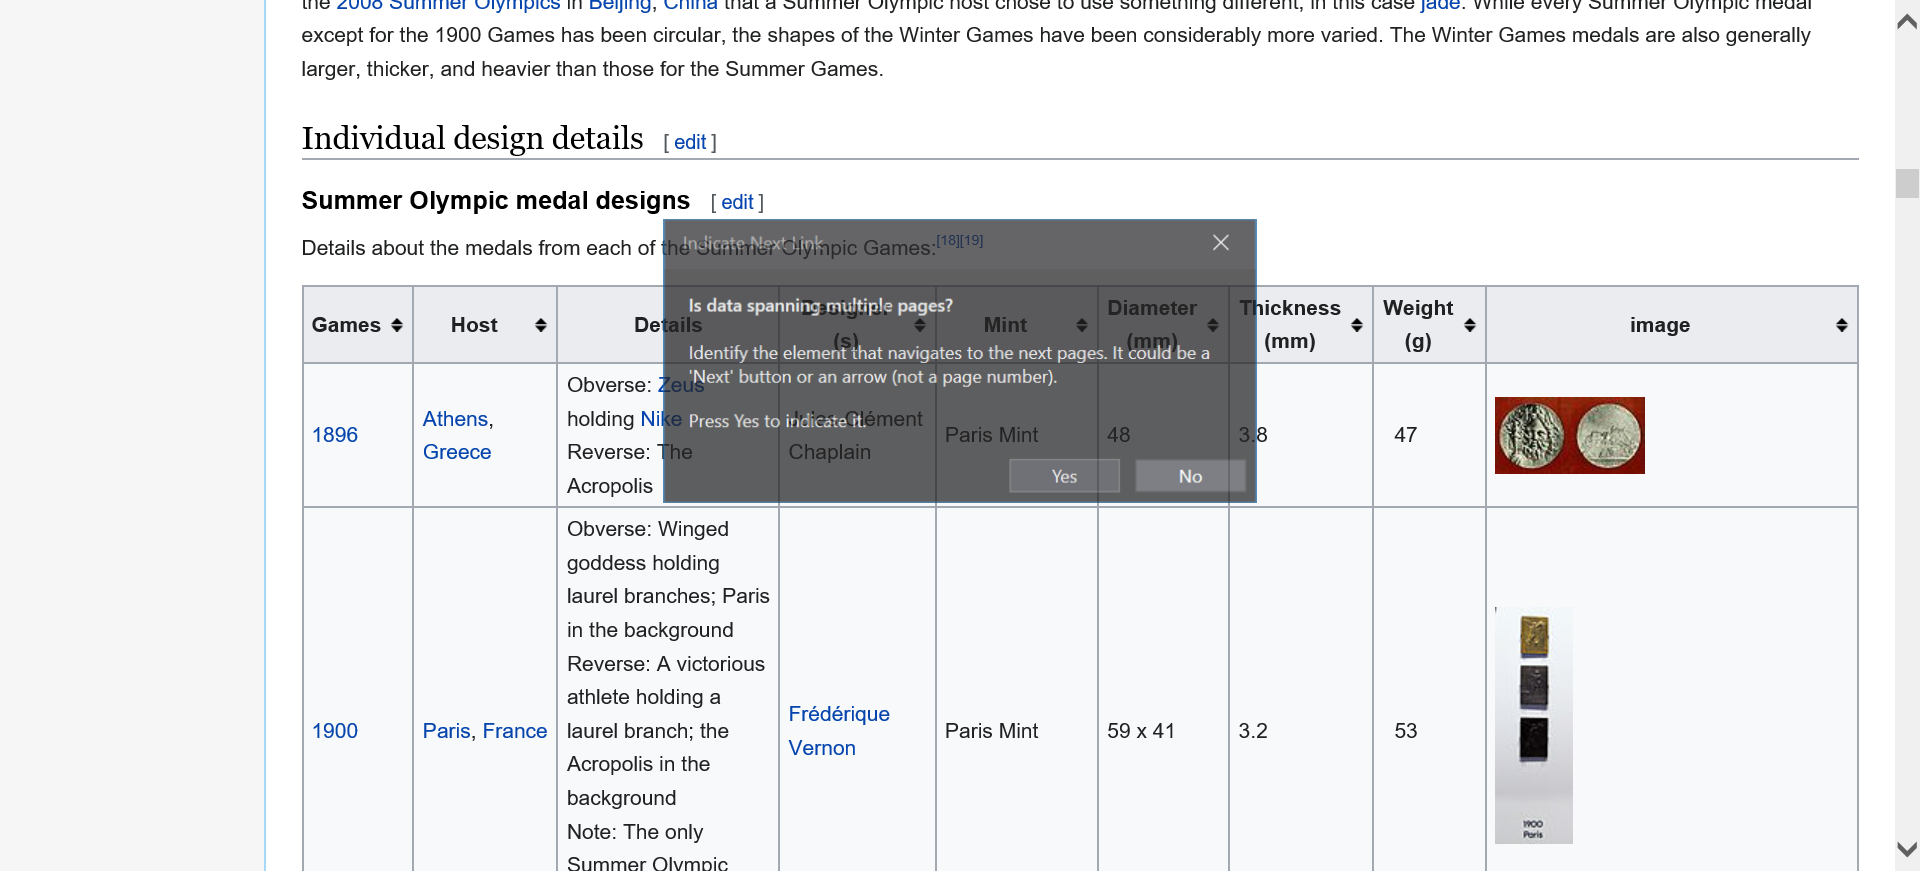 the 2008 Summer Olympics in Beijing, China that a Summer Olympic host chose to use something different, in this case jade. While every Summer Olympic medal
except for the 1900 Games has been circular, the shapes of the Winter Games have been considerably more varied. The Winter Games medals are also generally
larger, thicker, and heavier than those for the Summer Games.
Individual design details [ edit ]
Summer Olympic medal designs [ edit ]
Details about the medals from each of the Summer Olympic Games:[18][19]
Indicate Next Link
Is data spanning multiple pages?
Identify the element that navigates to the next pages. It could be a
'Next' button or an arrow (not a page number).
Press Yes to indicate it.
Yes No
Games Host Details Designer
(s) Mint Diameter
(mm) Thickness
(mm) Weight
(g) image
1896
Athens,
Greece
Obverse: Zeus
holding Nike
Reverse: The
Acropolis
Jules-Clément
Chaplain
Paris Mint
48
3.8
47
1900
Paris, France
Obverse: Winged
goddess holding
laurel branches; Paris
in the background
Reverse: A victorious
athlete holding a
laurel branch; the
Acropolis in the
background
Note: The only
Summer Olympic
Frédérique
Vernon
Paris Mint
59 x 41
3.2
53
1900
Paris